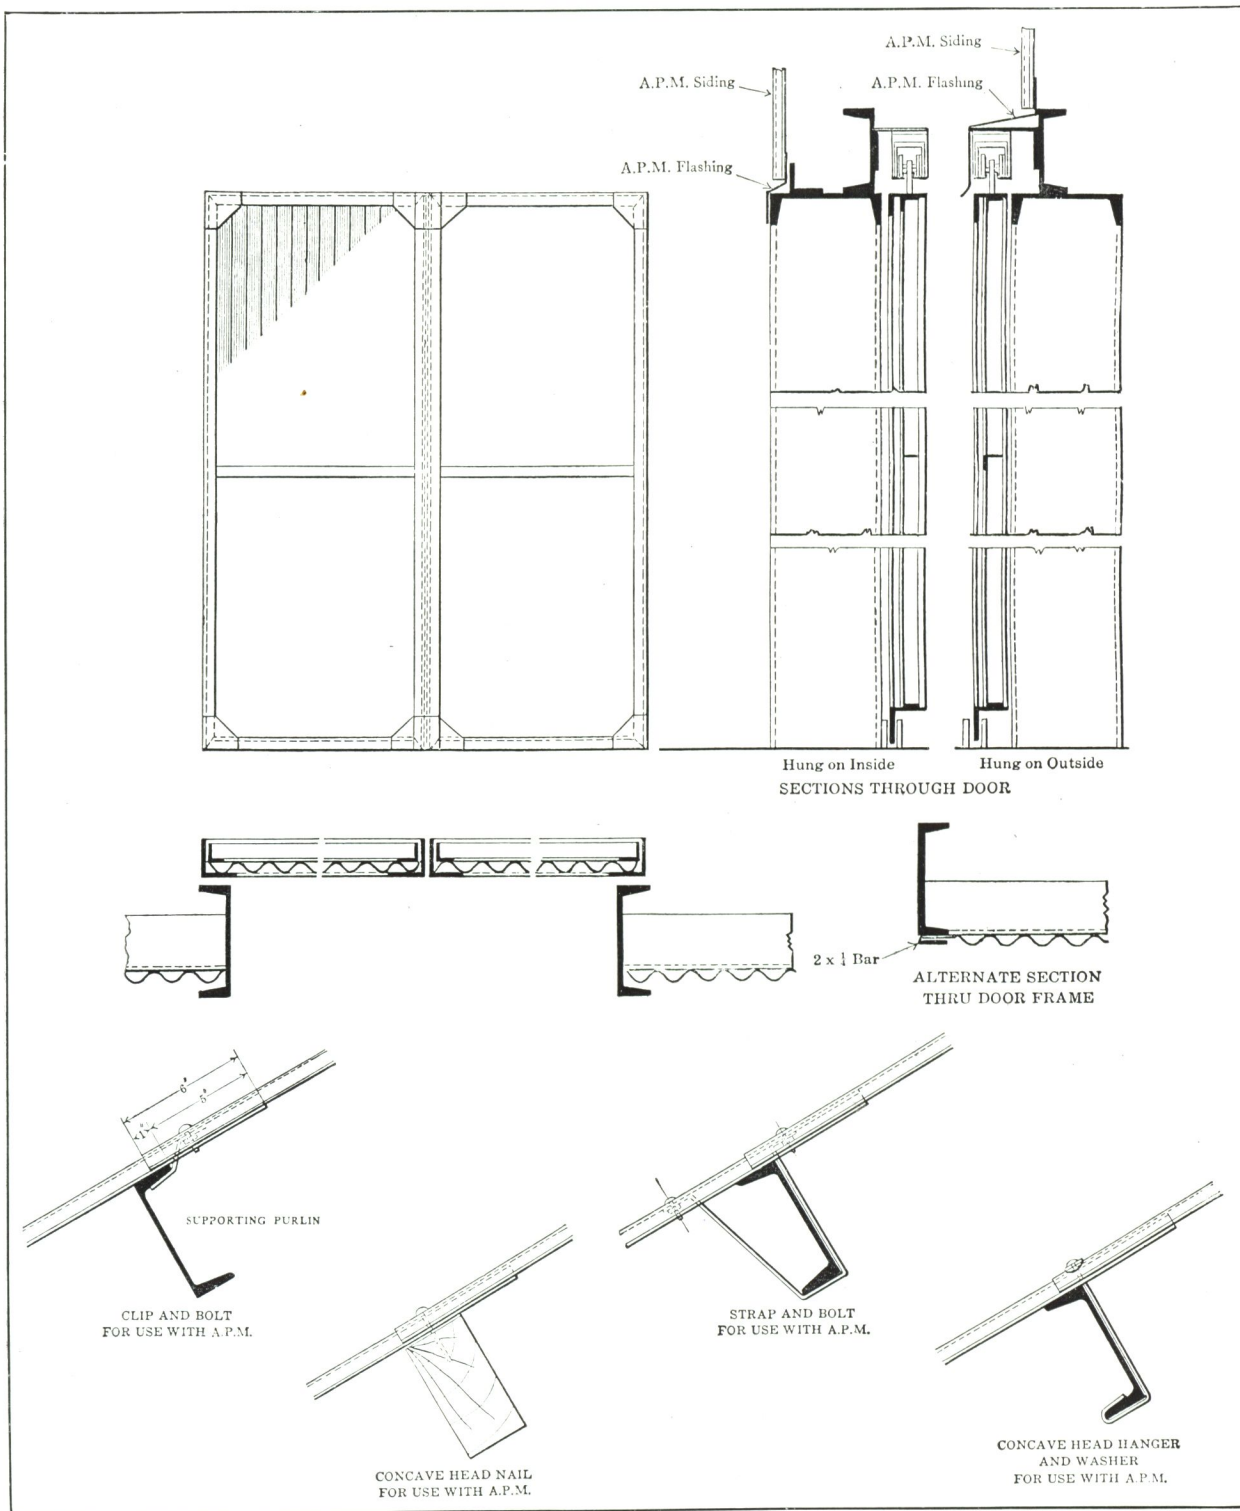 A.P.M. Siding
A.P.M. Siding
A.P.M. Flashing
A.P.M. Flashing
Hung on Inside
Hung on Outside
SECTIONS THROUGH DOOR
2 x ¼ Bar
ALTERNATE SECTION
THRU DOOR FRAME
6"
5"
1"
SUPPORTING PURLIN
CLIP AND BOLT
FOR USE WITH A.P.M.
STRAP AND BOLT
FOR USE WITH A.P.M.
CONCAVE HEAD NAIL
FOR USE WITH A.P.M.
CONCAVE HEAD HANGER
AND WASHER
FOR USE WITH A.P.M.